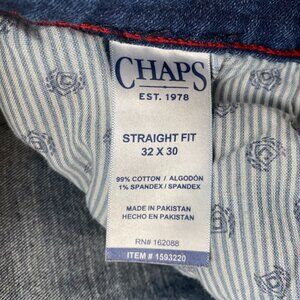 CHAPS
EST. 1978
STRAIGHT FIT
32 X 30
99% COTTON / ALGODÓN
1% SPANDEX / SPANDEX
MADE IN PAKISTAN
HECHO EN PAKISTAN
RN# 162088
ITEM # 1593220